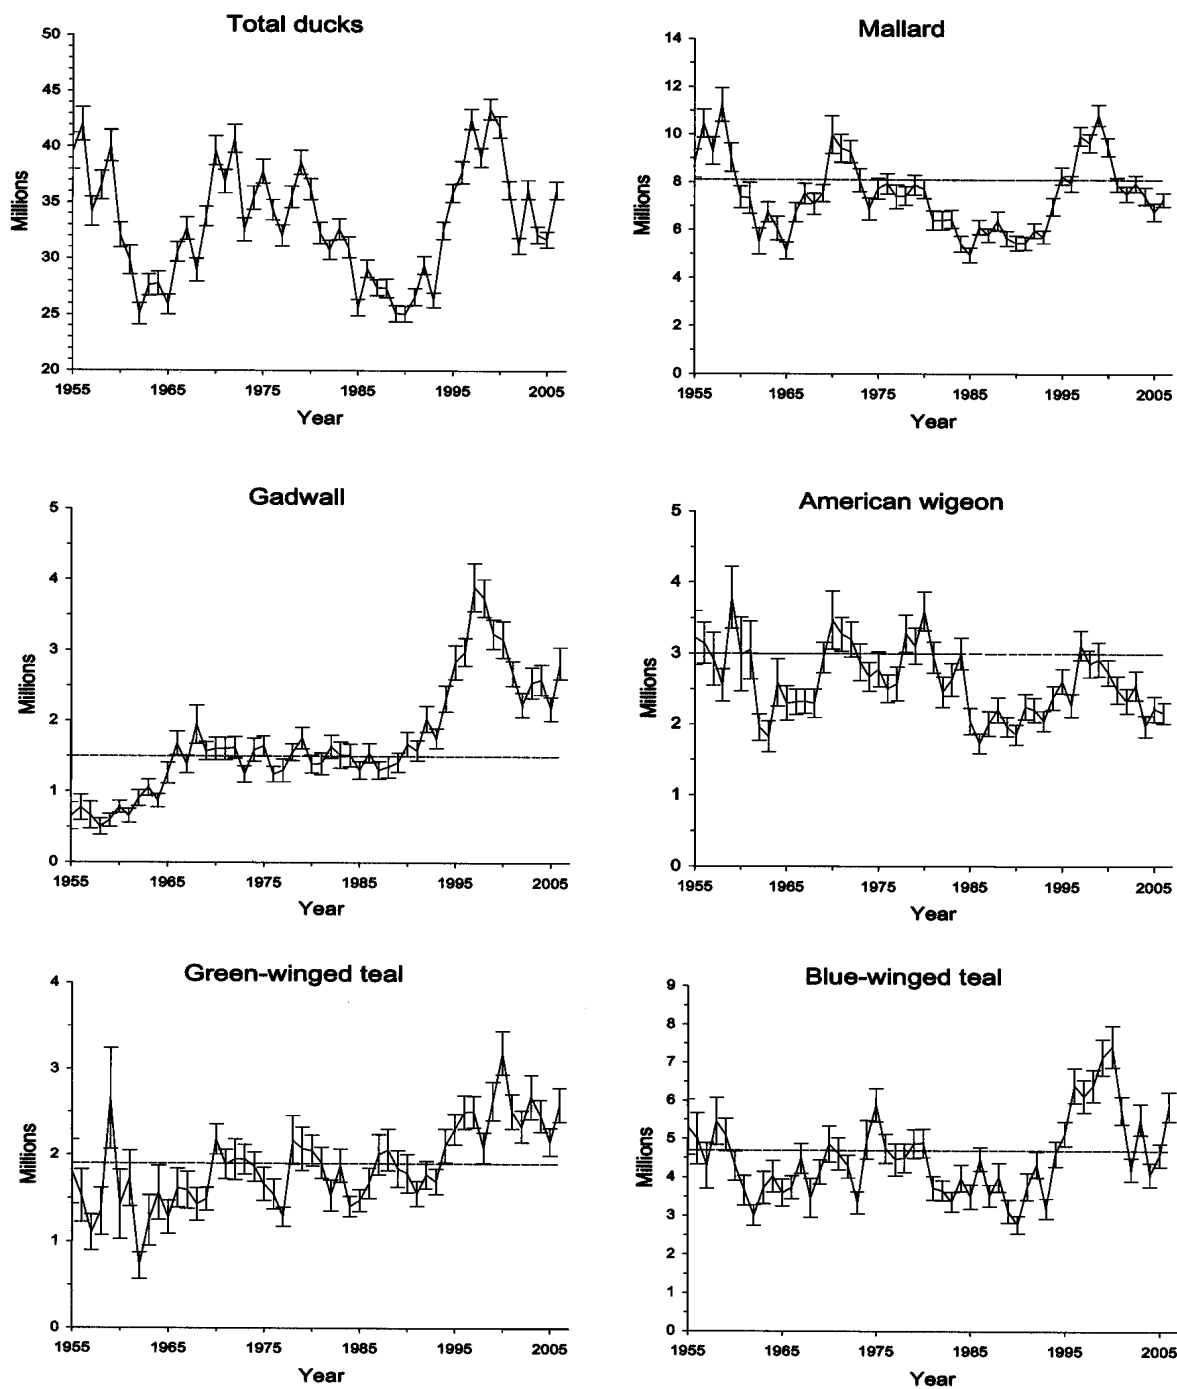 Total ducks
50
45
40
35
30
25
20
Millions
1955 1965 1975 1985 1995 2005
Year
Mallard
14
12
10
8
6
4
2
0
Millions
1955 1965 1975 1985 1995 2005
Year
Gadwall
5
4
3
2
1
0
Millions
1955 1965 1975 1985 1995 2005
Year
American wigeon
5
4
3
2
1
0
Millions
1955 1965 1975 1985 1995 2005
Year
Green-winged teal
4
3
2
1
0
Millions
1955 1965 1975 1985 1995 2005
Year
Blue-winged teal
9
8
7
6
5
4
3
2
1
0
Millions
1955 1965 1975 1985 1995 2005
Year